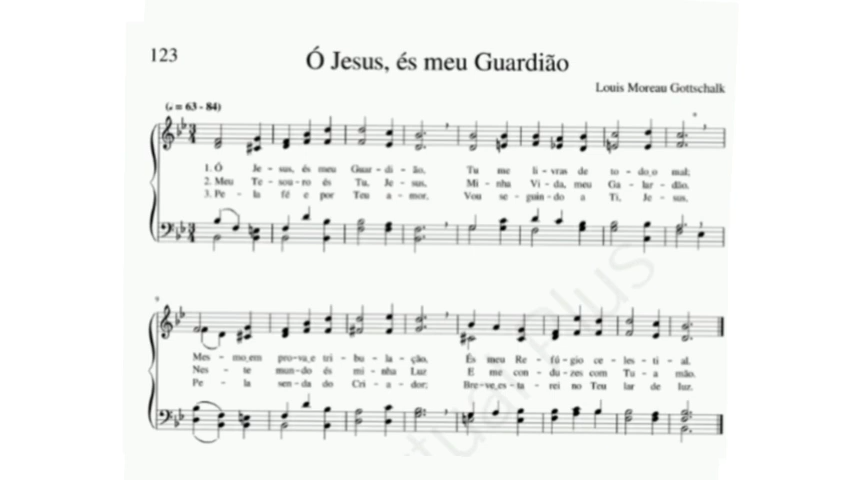 123
Ó Jesus, és meu Guardião
Louis Moreau Gottschalk
(♩ = 63 - 84)
1. Ó Je - sus, és meu Guar - di - ão, Tu me li - vras de to - do_o mal;
2. Meu Te - sou - ro és Tu, Je - sus, Mi - nha Vi - da, meu Ga - lar - dão.
3. Pe - la fé e por Teu a - mor, Vou se - guin - do a Ti, Je - sus,
9
Mes - mo_em pro - va_e tri - bu - la - ção, És meu Re - fú - gio ce - les - ti - al.
Nes - te mun - do és mi - nha Luz E me con - du - zes com Tu - a mão.
Pe - la sen - da do Cri - a - dor; Bre - ve_es - ta - rei no Teu lar de luz.